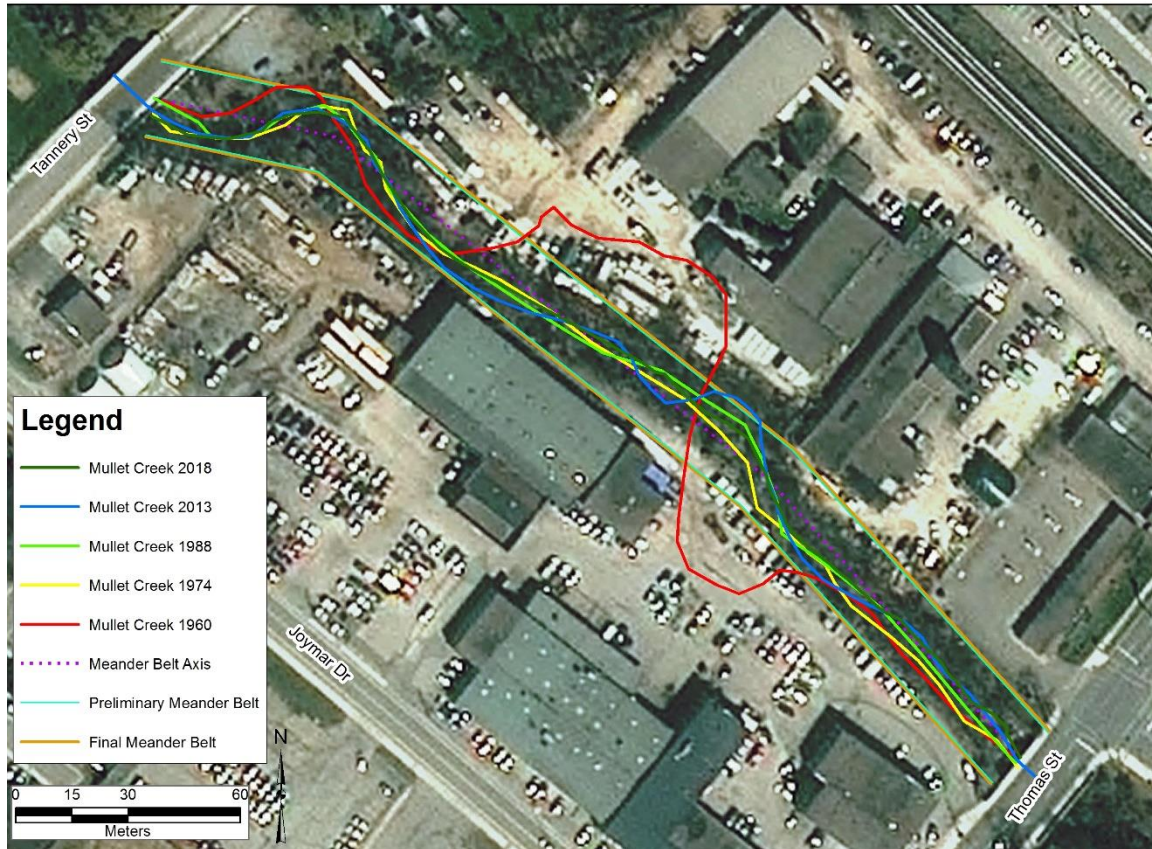 Tannery St
Legend
Mullet Creek 2018
Mullet Creek 2013
Mullet Creek 1988
Mullet Creek 1974
Mullet Creek 1960
Meander Belt Axis
Preliminary Meander Belt
Final Meander Belt
0 15 30 60
Meters
N
Joymar Dr
Thomas St